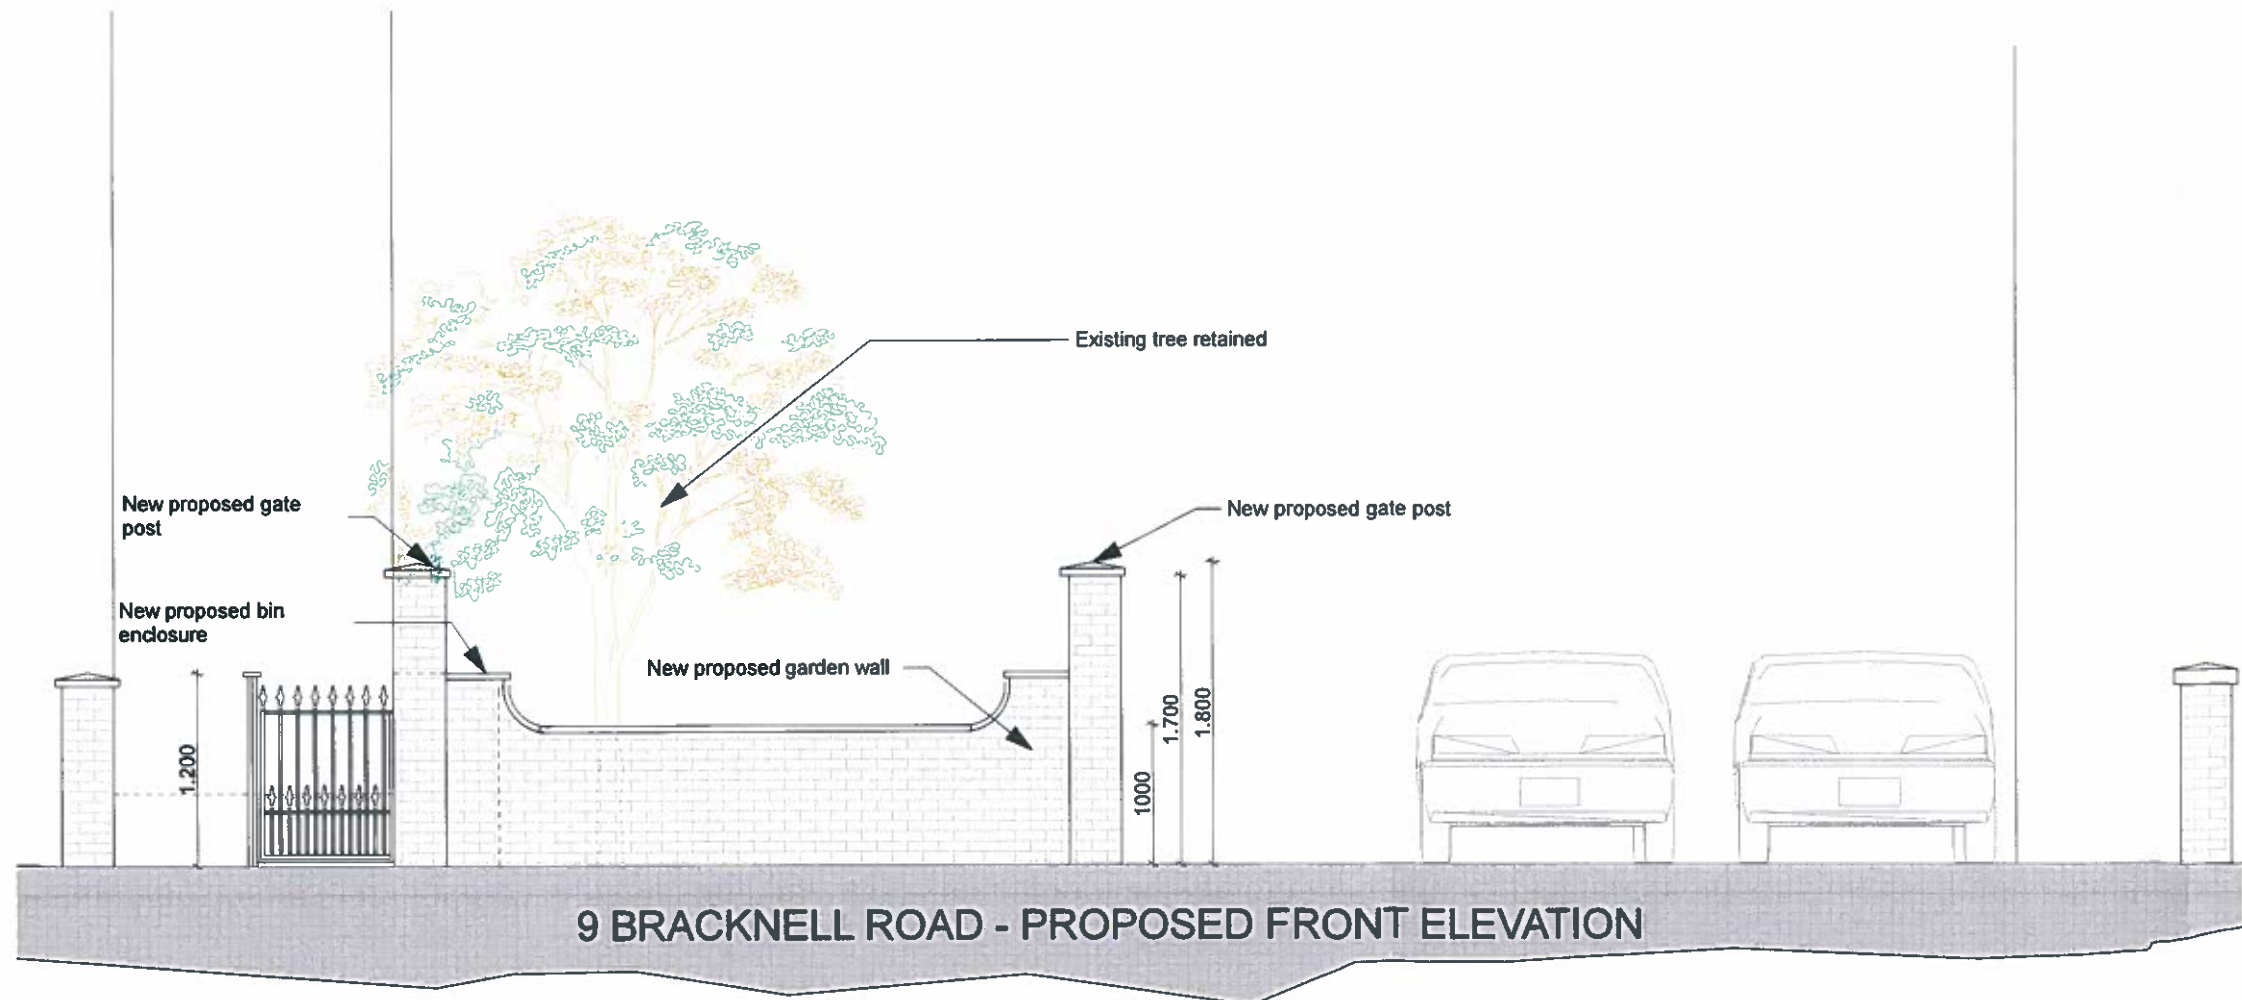 Existing tree retained
New proposed gate
post
New proposed gate post
New proposed bin
enclosure
New proposed garden wall
1.200
1000
1.700
1.800
9 BRACKNELL ROAD - PROPOSED FRONT ELEVATION